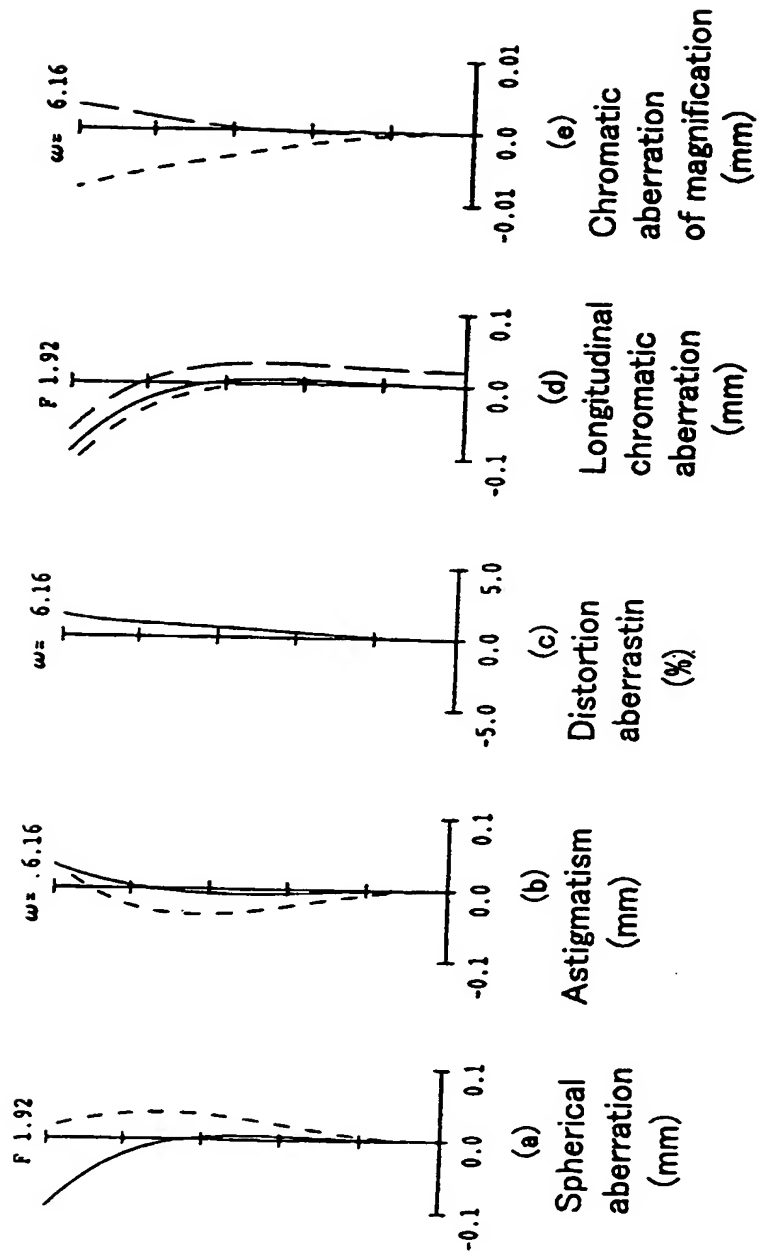 F 1.92
-0.1 0.0 0.1
(a)
Spherical
aberration
(mm)
ω= . 6.16
-0.1 0.0 0.1
(b)
Astigmatism
(mm)
ω= 6.16
-5.0 0.0 5.0
(c)
Distortion
aberrastin
(%)
F 1.92
-0.1 0.0 0.1
(d)
Longitudinal
chromatic
aberration
(mm)
ω= 6.16
-0.01 0.0 0.01
(e)
Chromatic
aberration
of magnification
(mm)